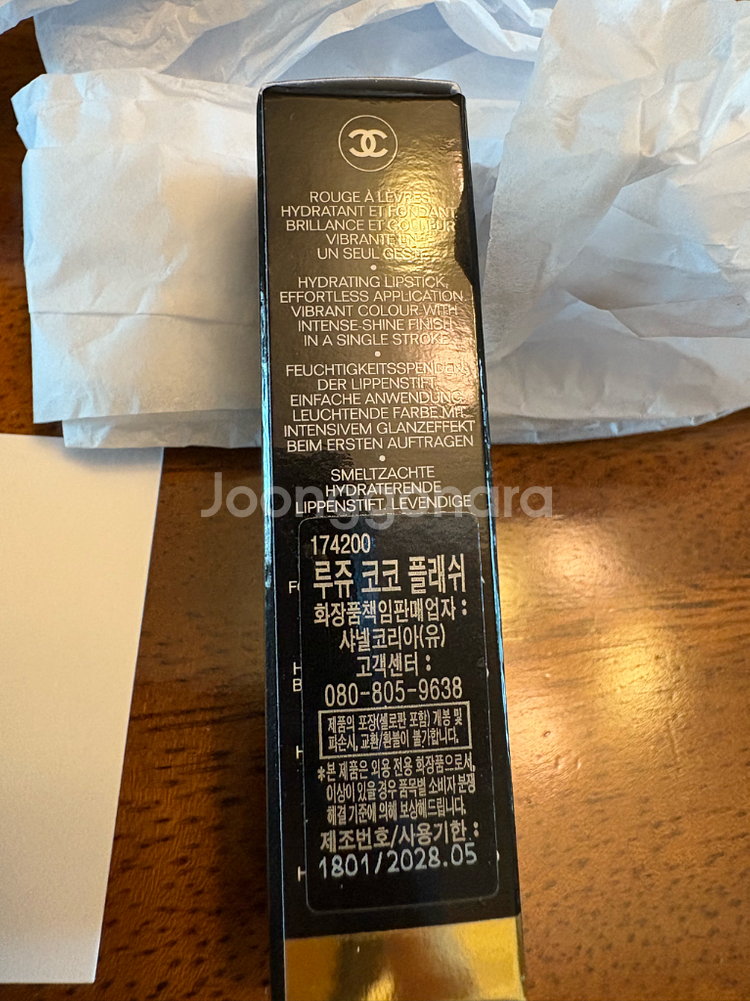 ROUGE À LÈVRES
HYDRATANT ET FONDANT,
BRILLANCE ET COULEUR
VIBRANTE EN
UN SEUL GESTE.
•
HYDRATING LIPSTICK,
EFFORTLESS APPLICATION.
VIBRANT COLOUR WITH
INTENSE-SHINE FINISH
IN A SINGLE STROKE.
•
FEUCHTIGKEITSSPENDEN
DER LIPPENSTIFT.
EINFACHE ANWENDUNG,
LEUCHTENDE FARBE MIT
INTENSIVEM GLANZEFFEKT
BEIM ERSTEN AUFTRAGEN
•
SMELTZACHTE
HYDRATERENDE
LIPPENSTIFT, LEVENDIGE
Joonggonara
174200
루쥬 코코 플래쉬
화장품책임판매업자 :
샤넬코리아(유)
고객센터 :
080-805-9638
제품의 포장(셀로판 포함) 개봉 및
파손시, 교환/환불이 불가합니다.
*본 제품은 외용 전용 화장품으로서,
이상이 있을 경우 품목별 소비자 분쟁
해결 기준에 의해 보상해드립니다.
제조번호/사용기한 :
1801/2028.05